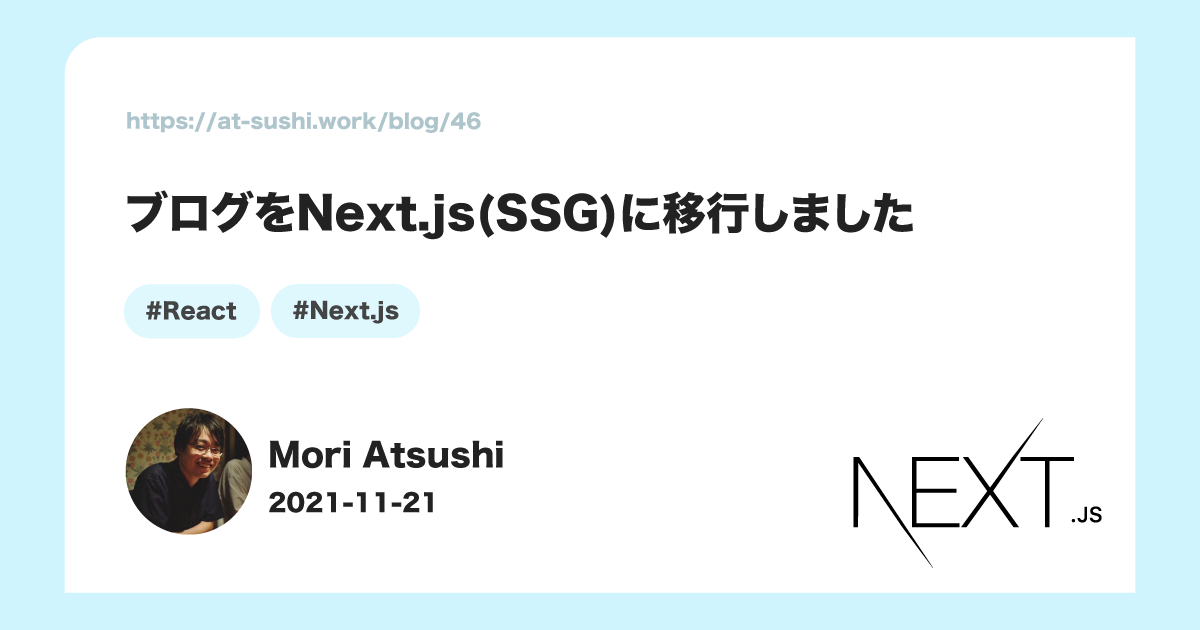 https://at-sushi.work/blog/46
ブログをNext.js(SSG)に移行しました
#React #Next.js
Mori Atsushi
2021-11-21
NEXT.JS